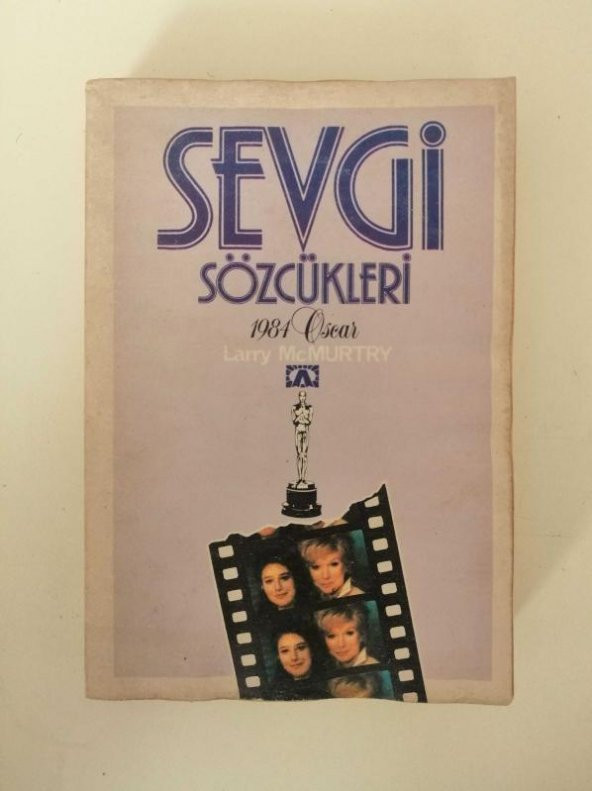 SEVGİ
SÖZCÜKLERİ
1984 Oscar
Larry McMURTRY
A